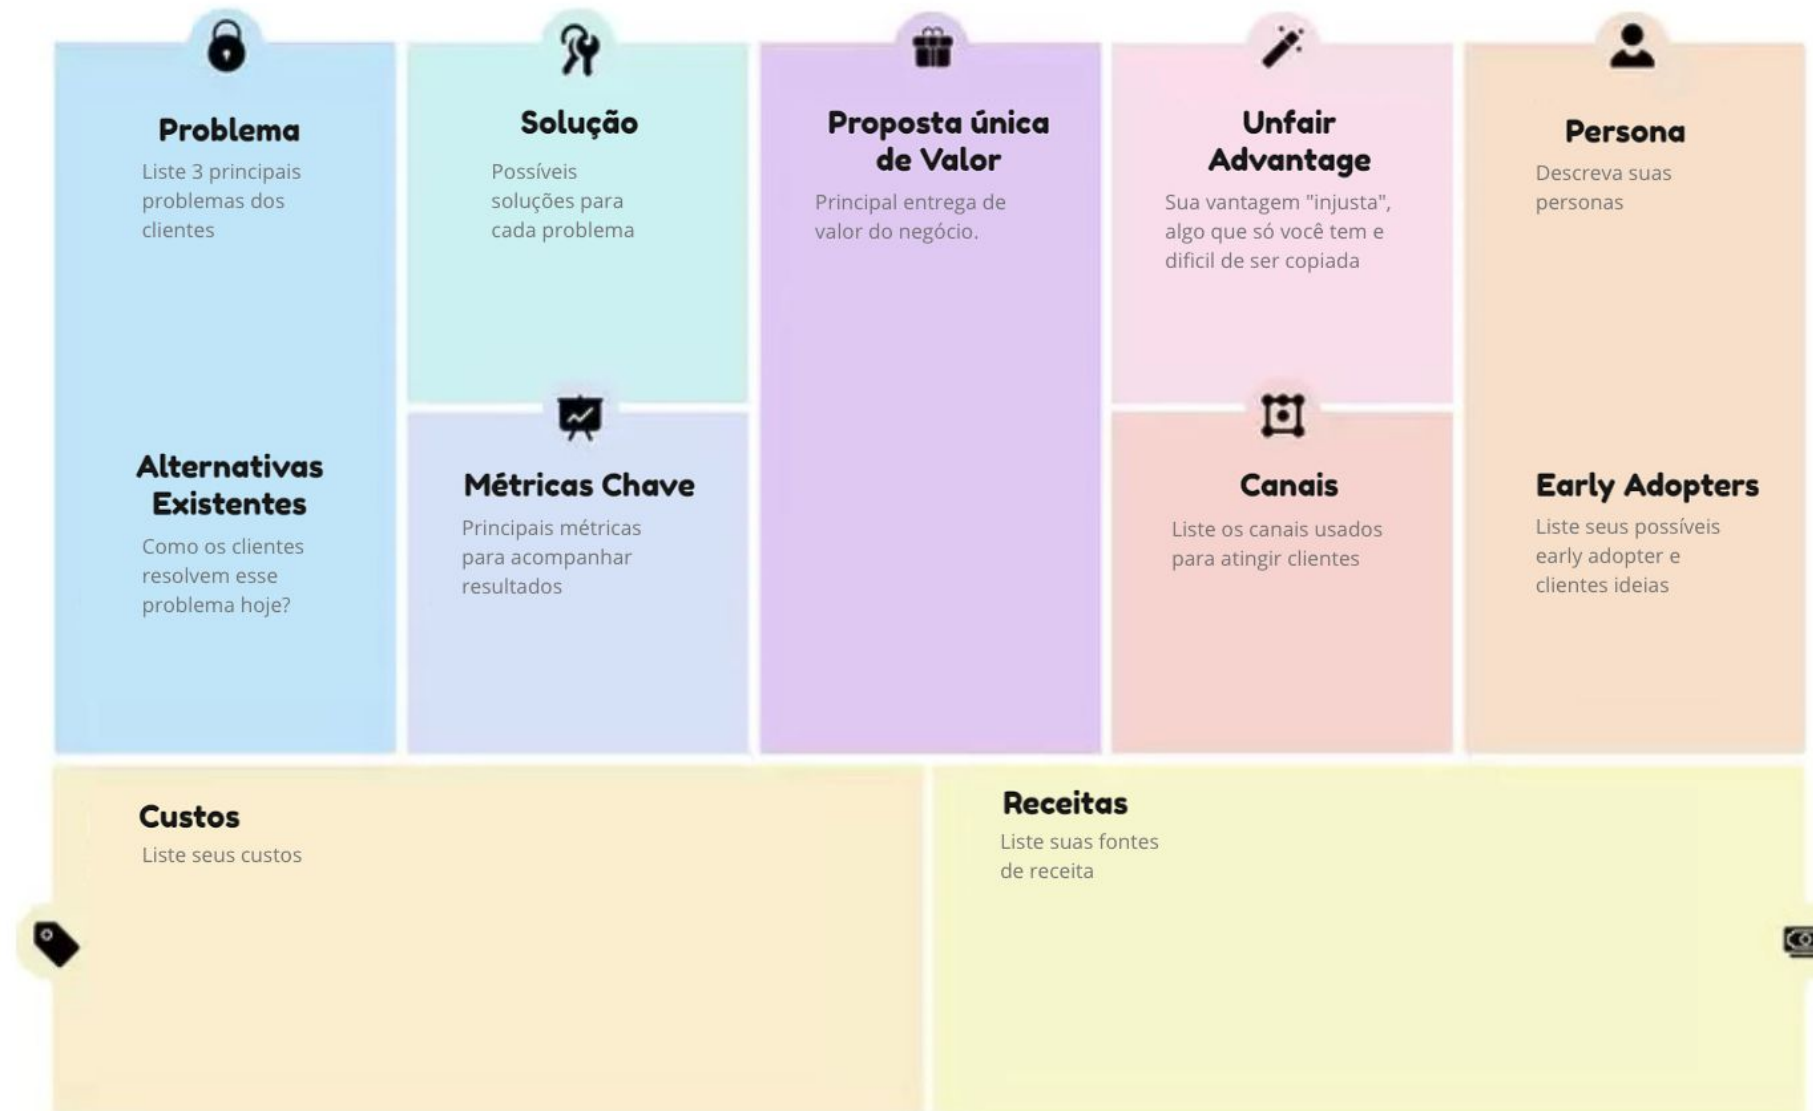 Problema
Liste 3 principais
problemas dos
clientes
Alternativas
Existentes
Como os clientes
resolvem esse
problema hoje?
Solução
Possíveis
soluções para
cada problema
Métricas Chave
Principais métricas
para acompanhar
resultados
Proposta única
de Valor
Principal entrega de
valor do negócio.
Unfair
Advantage
Sua vantagem "injusta",
algo que só você tem e
dificil de ser copiada
Canais
Liste os canais usados
para atingir clientes
Persona
Descreva suas
personas
Early Adopters
Liste seus possíveis
early adopter e
clientes ideias
Custos
Liste seus custos
Receitas
Liste suas fontes
de receita